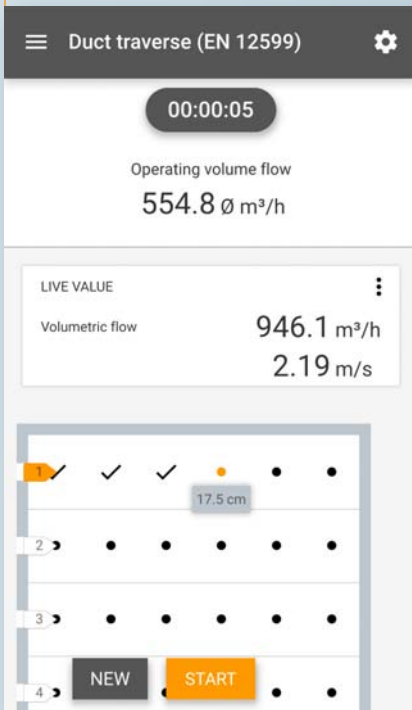 Duct traverse (EN 12599)
00:00:05
Operating volume flow
554.8 Ø m³/h
LIVE VALUE
Volumetric flow 946.1 m³/h
2.19 m/s
1
17.5 cm
2
3
4
NEW START